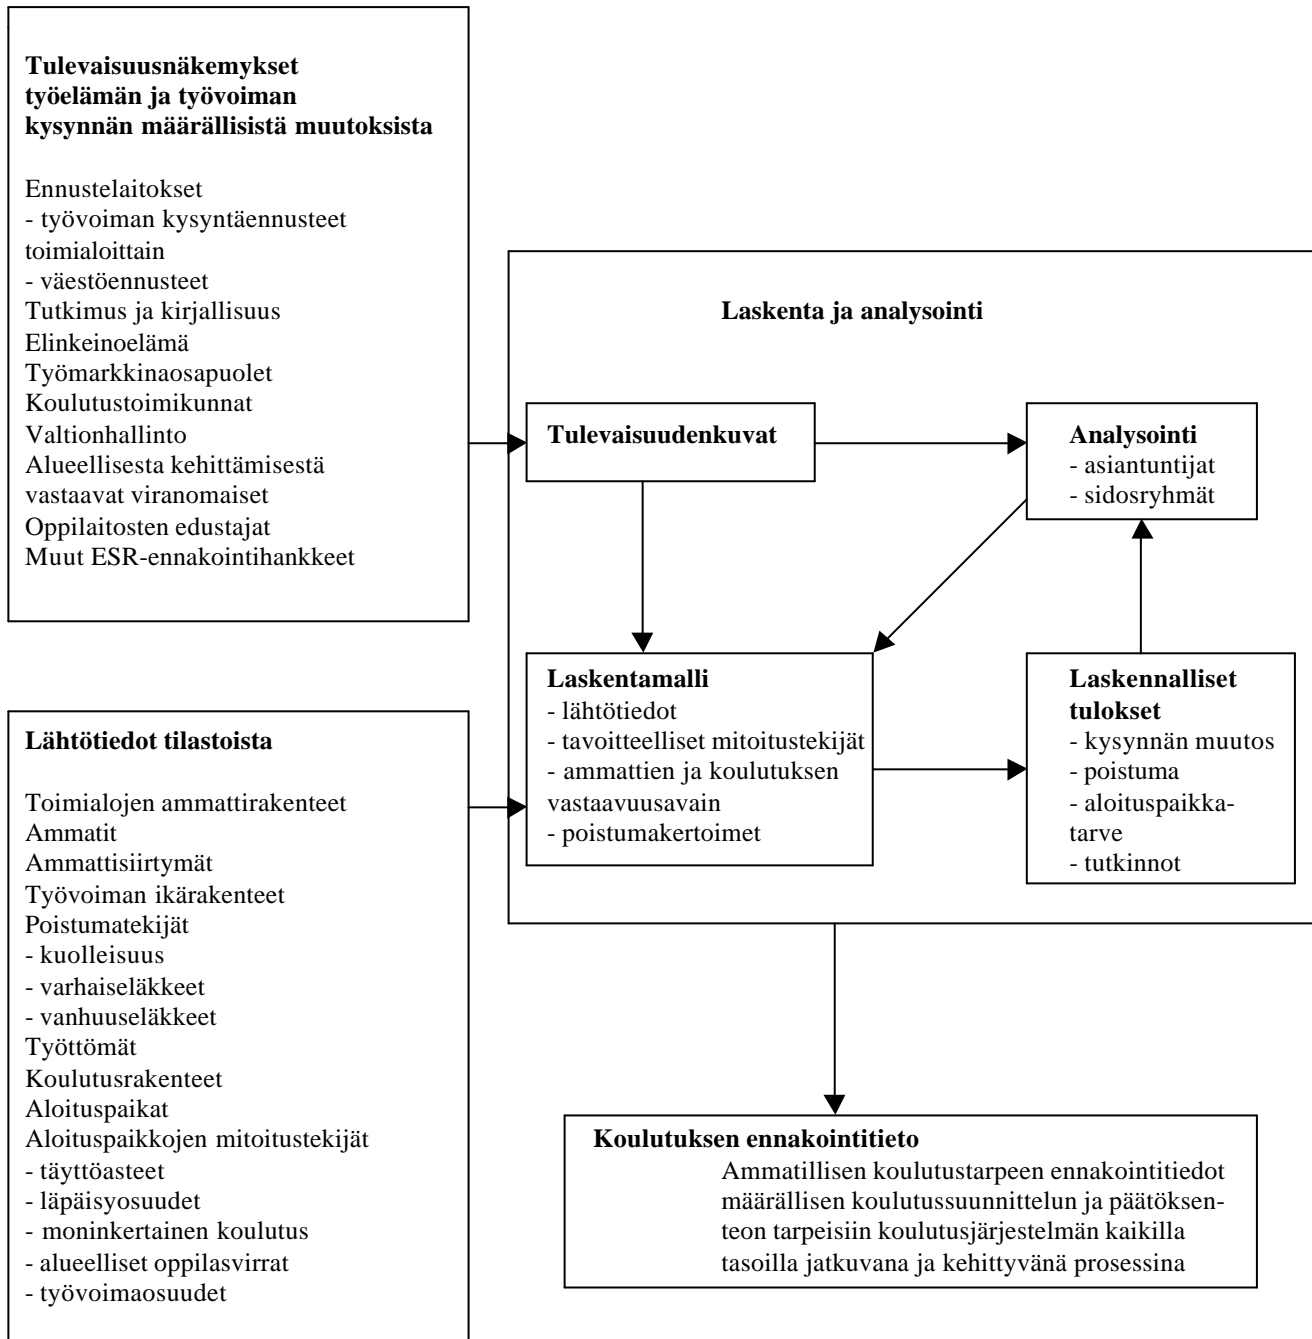 Tulevaisuusnäkemykset
työelämän ja työvoiman
kysynnän määrällisistä muutoksista
Ennustelaitokset
- työvoiman kysyntäennusteet
toimialoittain
- väestöennusteet
Tutkimus ja kirjallisuus
Elinkeinoelämä
Työmarkkinaosapuolet
Koulutustoimikunnat
Valtionhallinto
Alueellisesta kehittämisestä
vastaavat viranomaiset
Oppilaitosten edustajat
Muut ESR-ennakointihankkeet
Lähtötiedot tilastoista
Toimialojen ammattirakenteet
Ammatit
Ammattisiirtymät
Työvoiman ikärakenteet
Poistumatekijät
- kuolleisuus
- varhaiseläkkeet
- vanhuuseläkkeet
Työttömät
Koulutusrakenteet
Aloituspaikat
Aloituspaikkojen mitoitustekijät
- täyttöasteet
- läpäisyosuudet
- moninkertainen koulutus
- alueelliset oppilasvirrat
- työvoimaosuudet
Laskenta ja analysointi
Tulevaisuudenkuvat
Analysointi
- asiantuntijat
- sidosryhmät
Laskentamalli
- lähtötiedot
- tavoitteelliset mitoitustekijät
- ammattien ja koulutuksen
vastaavuusavain
- poistumakertoimet
Laskennalliset
tulokset
- kysynnän muutos
- poistuma
- aloituspaikka-
tarve
- tutkinnot
Koulutuksen ennakointitieto
Ammatillisen koulutustarpeen ennakointitiedot
määrällisen koulutussuunnittelun ja päätöksen-
teon tarpeisiin koulutusjärjestelmän kaikilla
tasoilla jatkuvana ja kehittyvänä prosessina